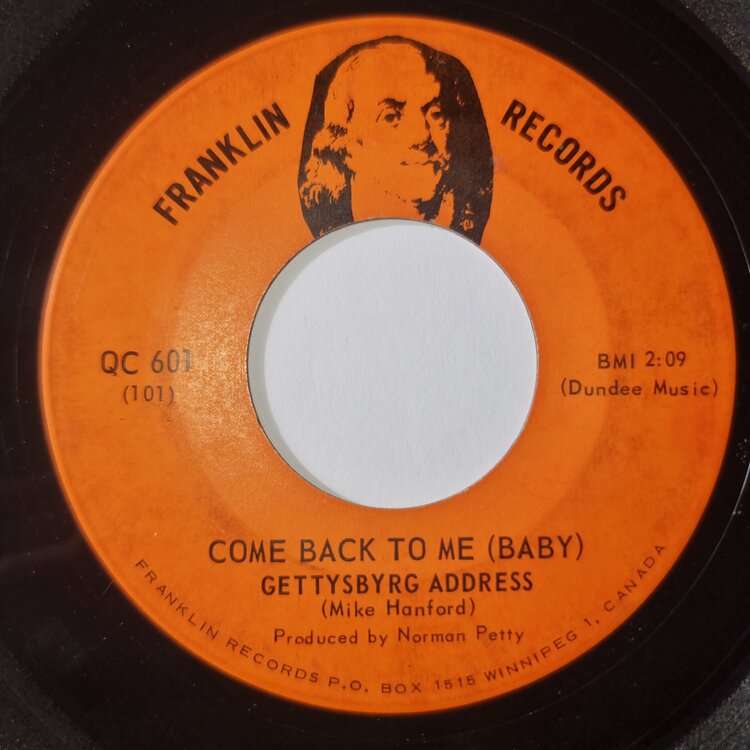 FRANKLIN RECORDS
QC 601
(101)
BMI 2:09
(Dundee Music)
COME BACK TO ME (BABY)
GETTYSBYRG ADDRESS
(Mike Hanford)
Produced by Norman Petty
FRANKLIN RECORDS P.O. BOX 1515 WINNIPEG 1, CANADA